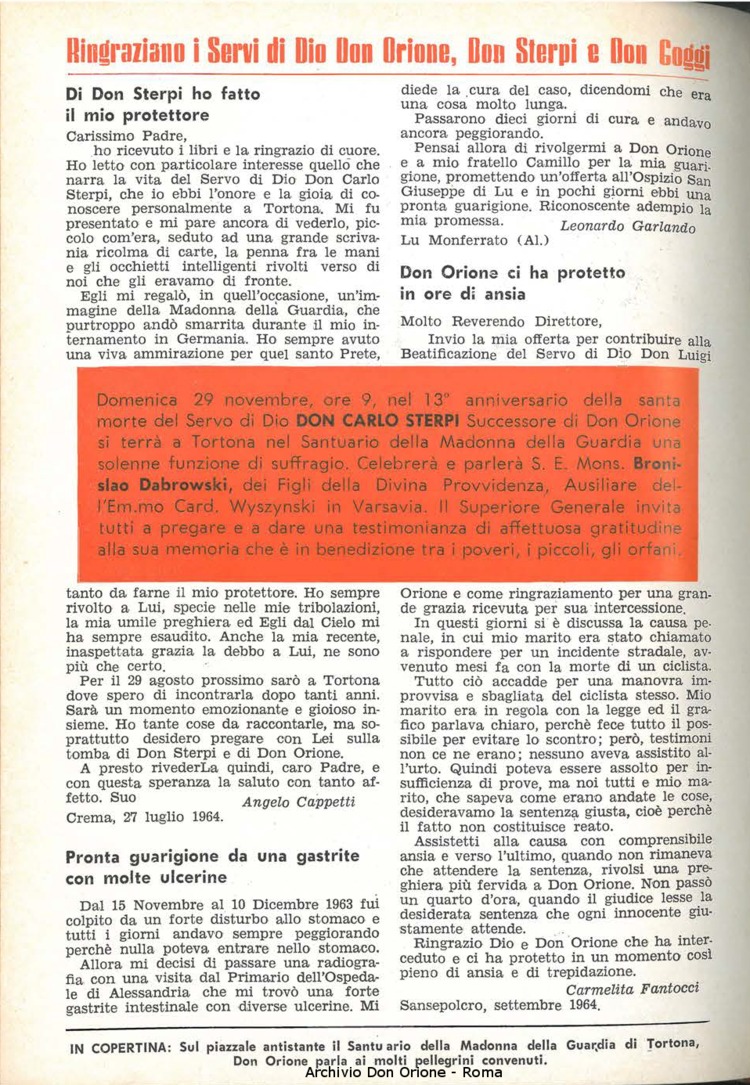 Ringraziano i Servi di Dio Don Orione, Don Sterpi e Don Goggi
Di Don Sterpi ho fatto
il mio protettore
Carissimo Padre,
ho ricevuto i libri e la ringrazio di cuore.
Ho letto con particolare interesse quello che
narra la vita del Servo di Dio Don Carlo
Sterpi, che io ebbi l'onore e la gioia di co-
noscere personalmente a Tortona. Mi fu
presentato e mi pare ancora di vederlo, pic-
colo com'era, seduto ad una grande scriva-
nia ricolma di carte, la penna fra le mani
e gli occhietti intelligenti rivolti verso di
noi che gli eravamo di fronte.
Egli mi regalò, in quell'occasione, un'im-
magine della Madonna della Guardia, che
purtroppo andò smarrita durante il mio in-
ternamento in Germania. Ho sempre avuto
una viva ammirazione per quel santo Prete,
tanto da farne il mio protettore. Ho sempre
rivolto a Lui, specie nelle mie tribolazioni,
la mia umile preghiera ed Egli dal Cielo mi
ha sempre esaudito. Anche la mia recente,
inaspettata grazia la debbo a Lui, ne sono
più che certo.
Per il 29 agosto prossimo sarò a Tortona
dove spero di incontrarla dopo tanti anni.
Sarà un momento emozionante e gioioso in-
sieme. Ho tante cose da raccontarle, ma so-
prattutto desidero pregare con Lei sulla
tomba di Don Sterpi e di Don Orione.
A presto rivederLa quindi, caro Padre, e
con questa speranza la saluto con tanto af-
fetto. Suo Angelo Cappetti
Crema, 27 luglio 1964.
Pronta guarigione da una gastrite
con molte ulcerine
Dal 15 Novembre al 10 Dicembre 1963 fui
colpito da un forte disturbo allo stomaco e
tutti i giorni andavo sempre peggiorando
perchè nulla poteva entrare nello stomaco.
Allora mi decisi di passare una radiogra-
fia con una visita dal Primario dell'Ospeda-
le di Alessandria che mi trovò una forte
gastrite intestinale con diverse ulcerine. Mi
diede la cura del caso, dicendomi che era
una cosa molto lunga.
Passarono dieci giorni di cura e andavo
ancora peggiorando.
Pensai allora di rivolgermi a Don Orione
e a mio fratello Camillo per la mia guari-
gione, promettendo un'offerta all'Ospizio San
Giuseppe di Lu e in pochi giorni ebbi una
pronta guarigione. Riconoscente adempio la
mia promessa. Leonardo Garlando
Lu Monferrato (Al.)
Don Orione ci ha protetto
in ore di ansia
Molto Reverendo Direttore,
Invio la mia offerta per contribuire alla
Beatificazione del Servo di Dio Don Luigi
Orione e come ringraziamento per una gran-
de grazia ricevuta per sua intercessione.
In questi giorni si è discussa la causa pe-
nale, in cui mio marito era stato chiamato
a rispondere per un incidente stradale, av-
venuto mesi fa con la morte di un ciclista.
Tutto ciò accadde per una manovra im-
provvisa e sbagliata del ciclista stesso. Mio
marito era in regola con la legge ed il gra-
fico parlava chiaro, perchè fece tutto il pos-
sibile per evitare lo scontro; però, testimoni
non ce ne erano; nessuno aveva assistito al-
l'urto. Quindi poteva essere assolto per in-
sufficienza di prove, ma noi tutti e mio ma-
rito, che sapeva come erano andate le cose,
desideravamo la sentenza giusta, cioè perchè
il fatto non costituisce reato.
Assistetti alla causa con comprensibile
ansia e verso l'ultimo, quando non rimaneva
che attendere la sentenza, rivolsi una pre-
ghiera più fervida a Don Orione. Non passò
un quarto d'ora, quando il giudice lesse la
desiderata sentenza che ogni innocente giu-
stamente attende.
Ringrazio Dio e Don Orione che ha inter-
ceduto e ci ha protetto in un momento così
pieno di ansia e di trepidazione.
Carmelita Fantocci
Sansepolcro, settembre 1964.
Domenica 29 novembre, ore 9, nel 13° anniversario della santa
morte del Servo di Dio DON CARLO STERPI Successore di Don Orione
si terrà a Tortona nel Santuario della Madonna della Guardia una
solenne funzione di suffragio. Celebrerà e parlerà S. E. Mons. Broni-
slao Dabrowski, dei Figli della Divina Provvidenza, Ausiliare del-
l'Em.mo Card. Wyszynski in Varsavia. Il Superiore Generale invita
tutti a pregare e a dare una testimonianza di affettuosa gratitudine
alla sua memoria che è in benedizione tra i poveri, i piccoli, gli orfani.
IN COPERTINA: Sul piazzale antistante il Santuario della Madonna della Guardia di Tortona,
Don Orione parla ai molti pellegrini convenuti.
Archivio Don Orione - Roma